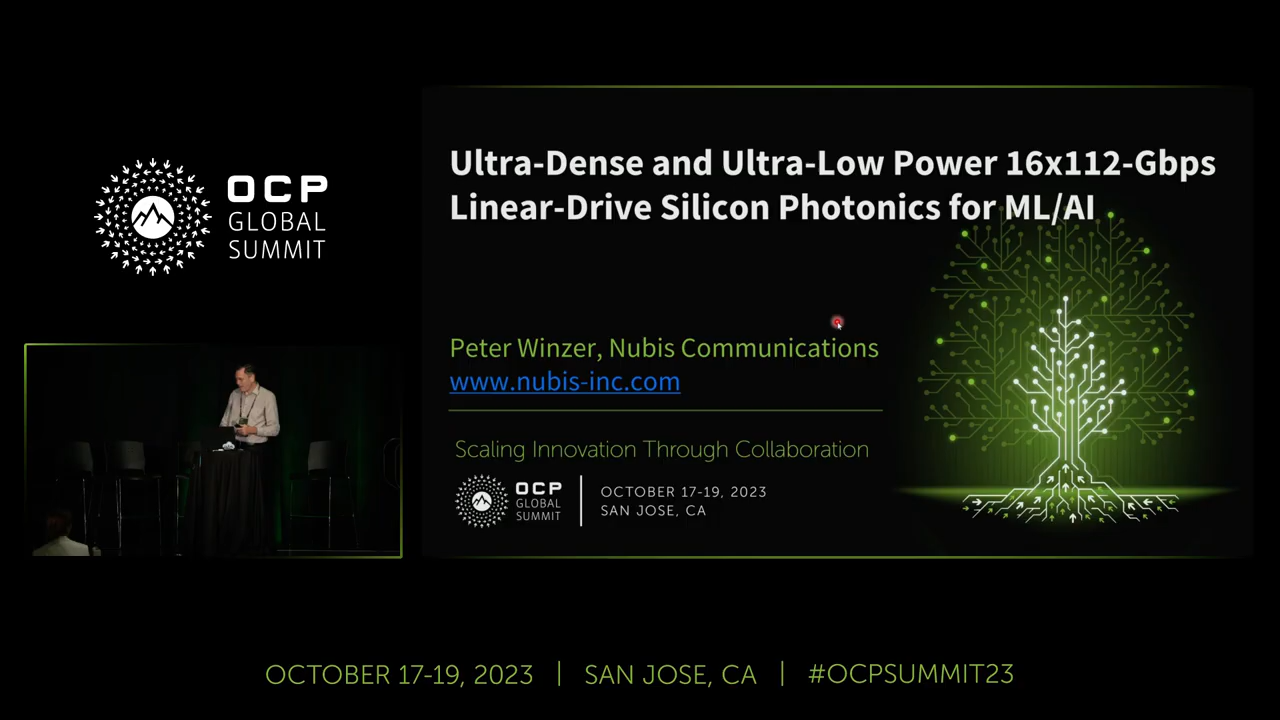 OCP
GLOBAL
SUMMIT
Ultra-Dense and Ultra-Low Power 16x112-Gbps
Linear-Drive Silicon Photonics for ML/AI
Peter Winzer, Nubis Communications
www.nubis-inc.com
Scaling Innovation Through Collaboration
OCP
GLOBAL
SUMMIT
OCTOBER 17-19, 2023
SAN JOSE, CA
OCTOBER 17-19, 2023 | SAN JOSE, CA | #OCPSUMMIT23